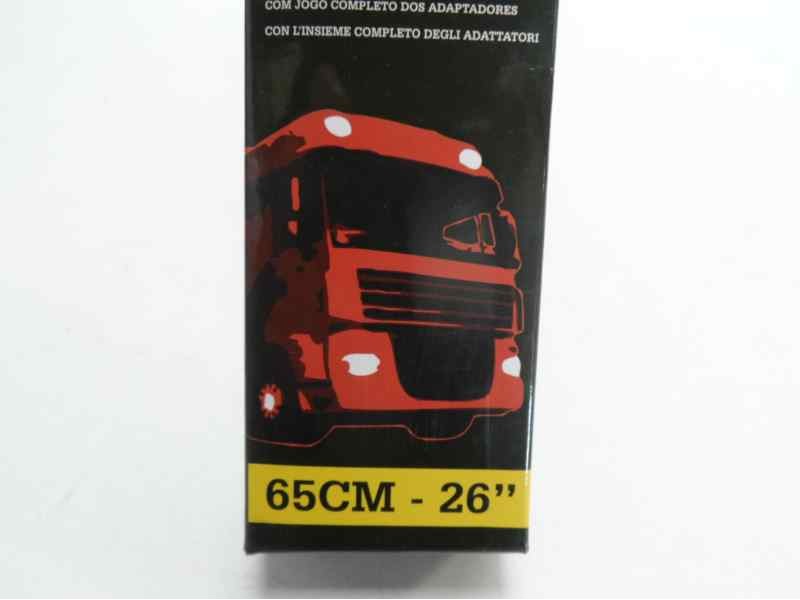 COM JOGO COMPLETO DOS ADAPTADORES
CON L'INSIEME COMPLETO DEGLI ADATTATORI
65CM - 26”